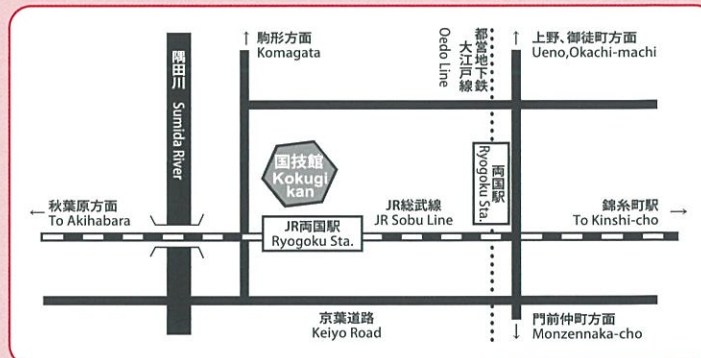 ↑ 駒形方面
Komagata
都営地下鉄
大江戸線
Oedo Line
↑ 上野、御徒町方面
Ueno,Okachi-machi
隅田川
Sumida River
国技館
Kokugi
kan
両国駅
Ryogoku Sta.
秋葉原方面
← To Akihabara
JR総武線
JR Sobu Line
錦糸町駅
To Kinshi-cho →
JR両国駅
Ryogoku Sta.
京葉道路
Keiyo Road
門前仲町方面
↓ Monzennaka-cho